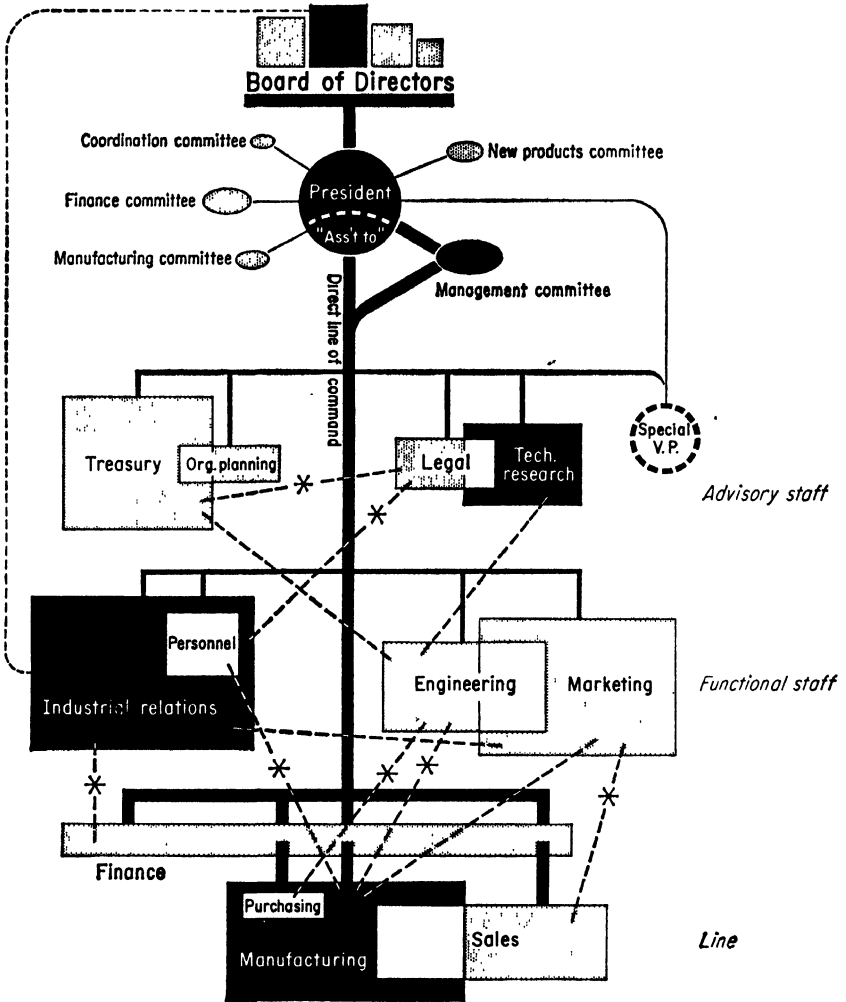 Board of Directors
Coordination committee
New products committee
President
Finance committee
"Ass't to"
Manufacturing committee
Management committee
Direct line of command
Special
V.P.
Treasury
Org. planning
Legal
Tech.
research
Advisory staff
Personnel
Engineering
Marketing
Functional staff
Industrial relations
Finance
Purchasing
Sales
Line
Manufacturing